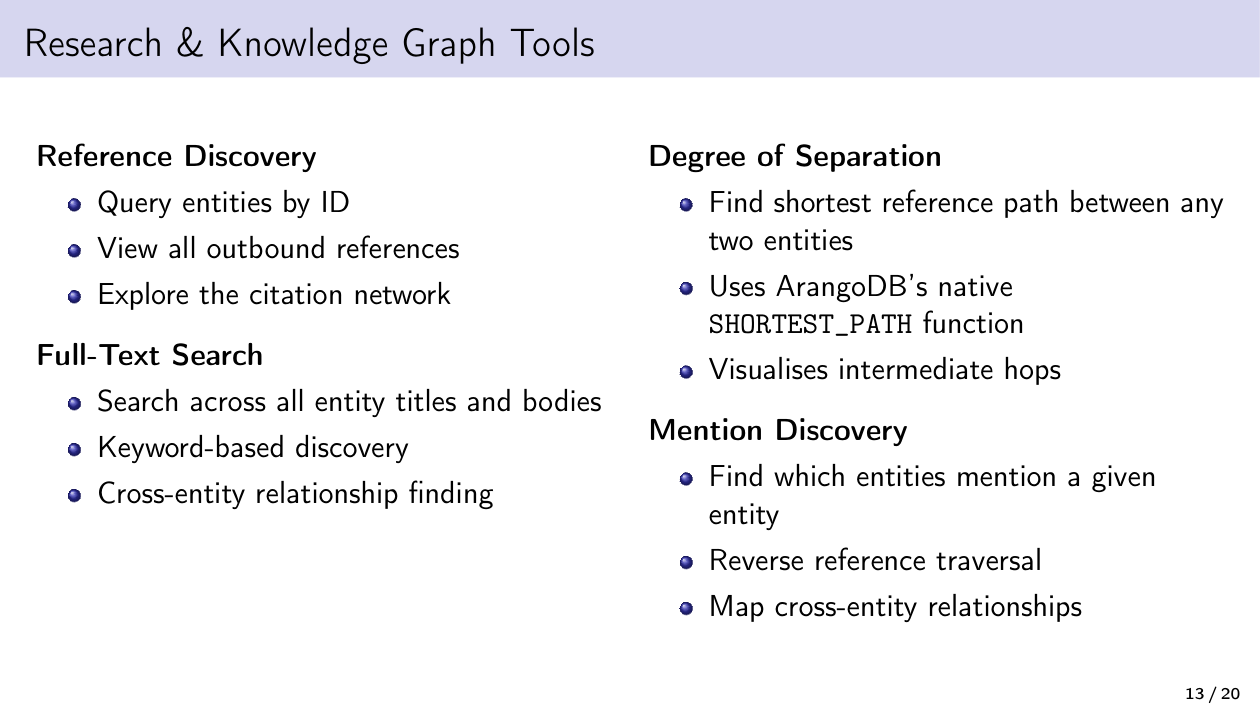 Research & Knowledge Graph Tools
Reference Discovery
Query entities by ID
View all outbound references
Explore the citation network
Full-Text Search
Search across all entity titles and bodies
Keyword-based discovery
Cross-entity relationship finding
Degree of Separation
Find shortest reference path between any
two entities
Uses ArangoDB's native
SHORTEST_PATH function
Visualises intermediate hops
Mention Discovery
Find which entities mention a given
entity
Reverse reference traversal
Map cross-entity relationships
13 / 20